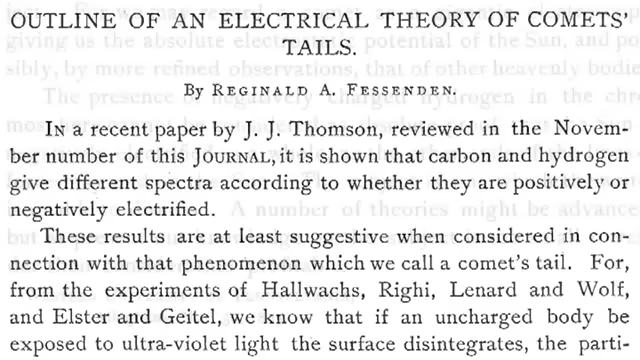 OUTLINE OF AN ELECTRICAL THEORY OF COMETS'
TAILS.
By REGINALD A. FESSENDEN.
IN a recent paper by J. J. Thomson, reviewed in the Novem-
ber number of this JOURNAL, it is shown that carbon and hydrogen
give different spectra according to whether they are positively or
negatively electrified.
These results are at least suggestive when considered in con-
nection with that phenomenon which we call a comet's tail. For,
from the experiments of Hallwachs, Righi, Lenard and Wolf,
and Elster and Geitel, we know that if an uncharged body be
exposed to ultra-violet light the surface disintegrates, the parti-